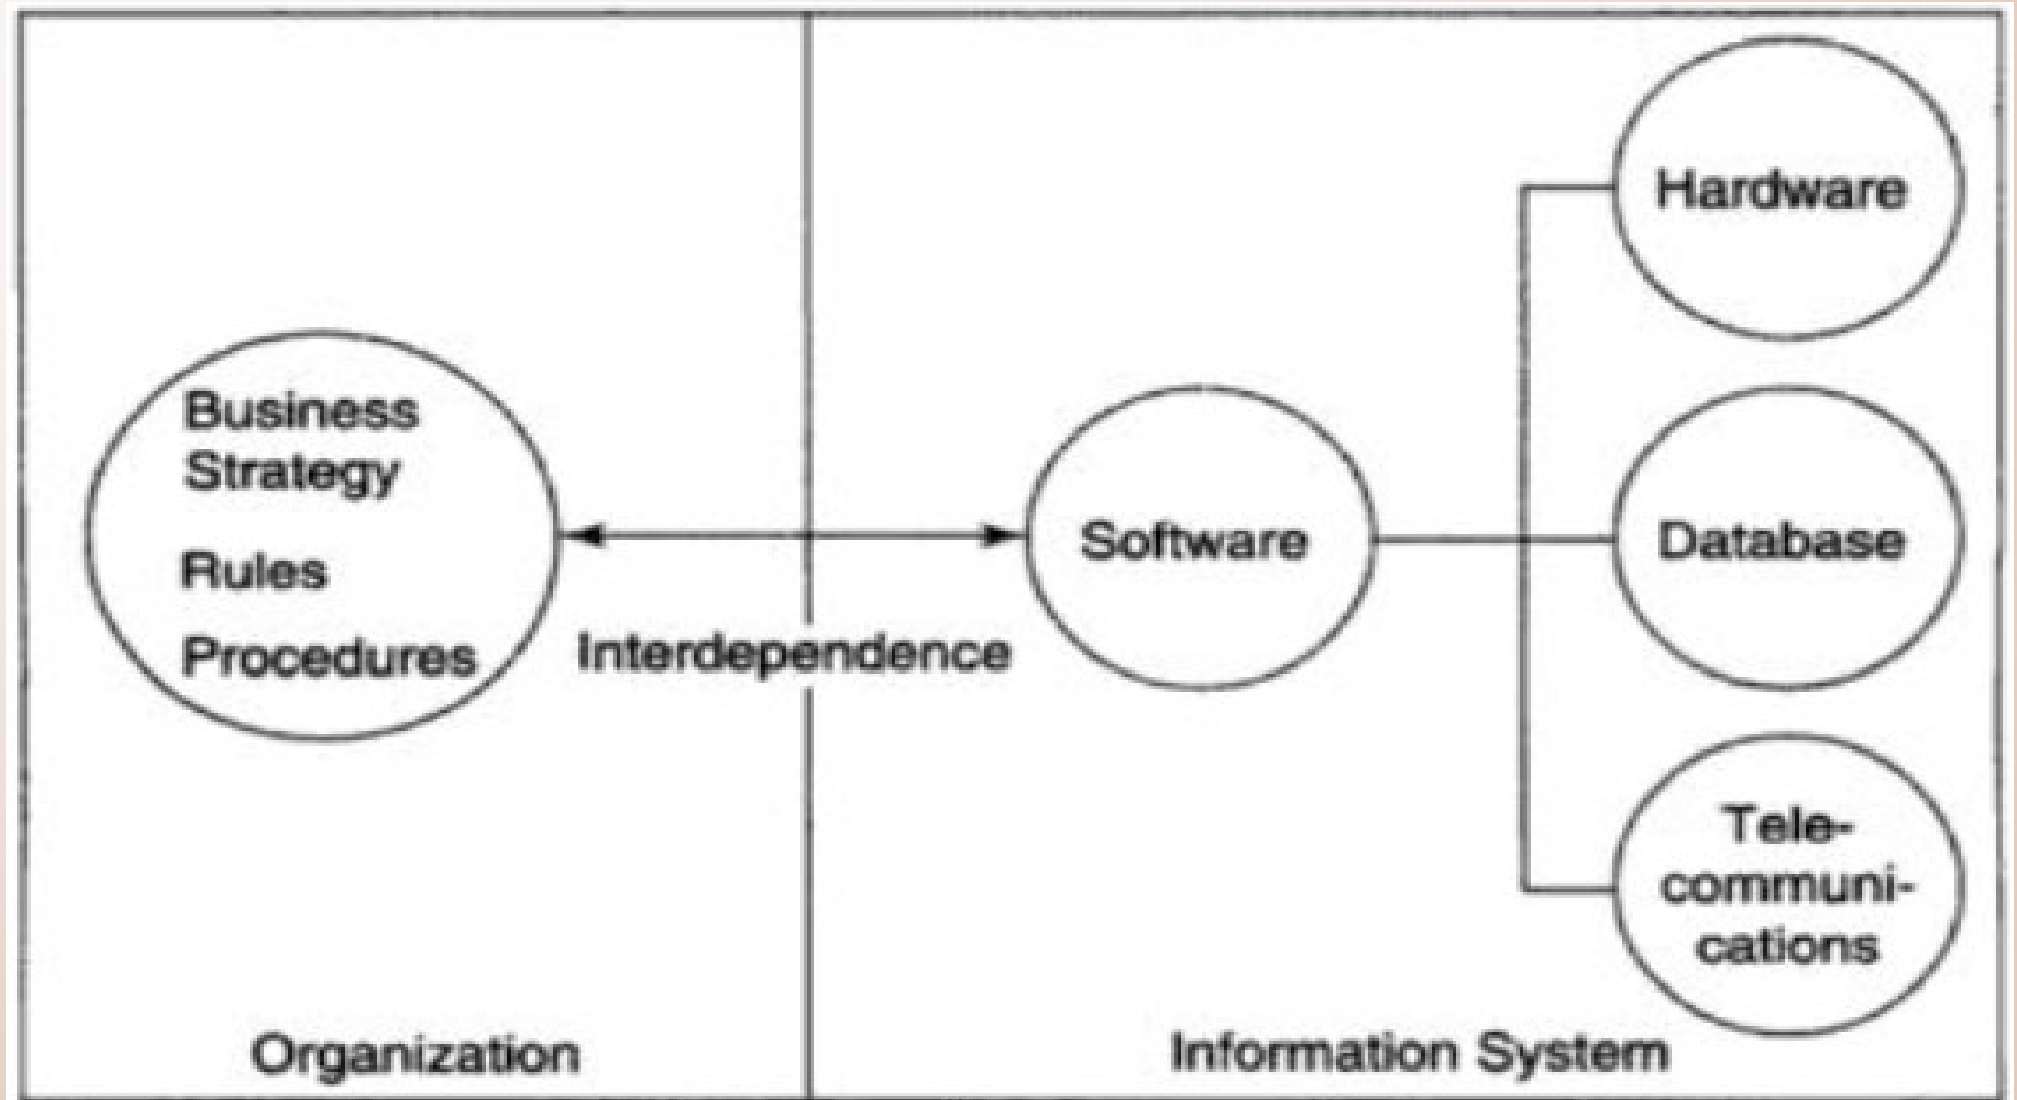 Business
Strategy
Rules
Procedures
Interdependence
Software
Hardware
Database
Tele-
communi-
cations
Organization
Information System